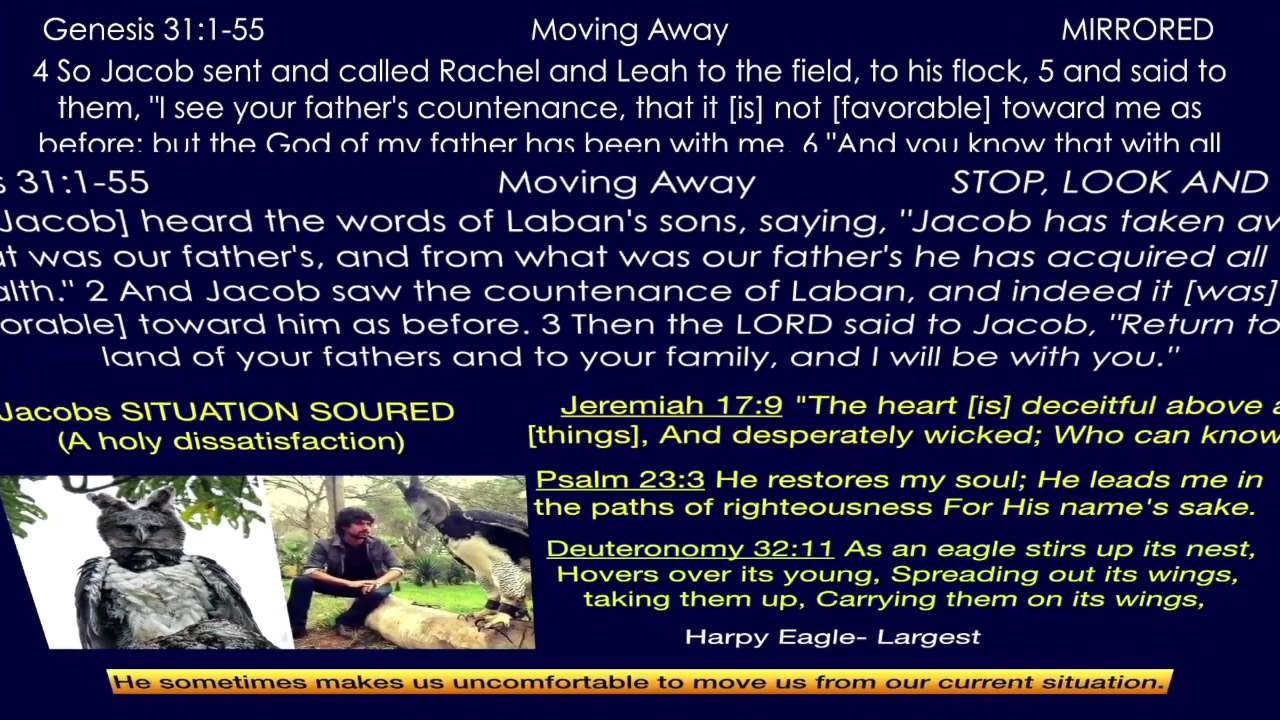 Genesis 31:1-55 Moving Away MIRRORED
4 So Jacob sent and called Rachel and Leah to the field, to his flock, 5 and said to
them, "I see your father's countenance, that it [is] not [favorable] toward me as
before; but the God of my father has been with me. 6 "And you know that with all
s 31:1-55 Moving Away STOP, LOOK AND
Jacob] heard the words of Laban's sons, saying, "Jacob has taken aw
at was our father's, and from what was our father's he has acquired all
alth." 2 And Jacob saw the countenance of Laban, and indeed it [was]
orable] toward him as before. 3 Then the LORD said to Jacob, "Return to
land of your fathers and to your family, and I will be with you."
Jacobs SITUATION SOURED
(A holy dissatisfaction)
Jeremiah 17:9 "The heart [is] deceitful above a
[things], And desperately wicked; Who can know
Psalm 23:3 He restores my soul; He leads me in
the paths of righteousness For His name's sake.
Deuteronomy 32:11 As an eagle stirs up its nest,
Hovers over its young, Spreading out its wings,
taking them up, Carrying them on its wings,
Harpy Eagle- Largest
He sometimes makes us uncomfortable to move us from our current situation.